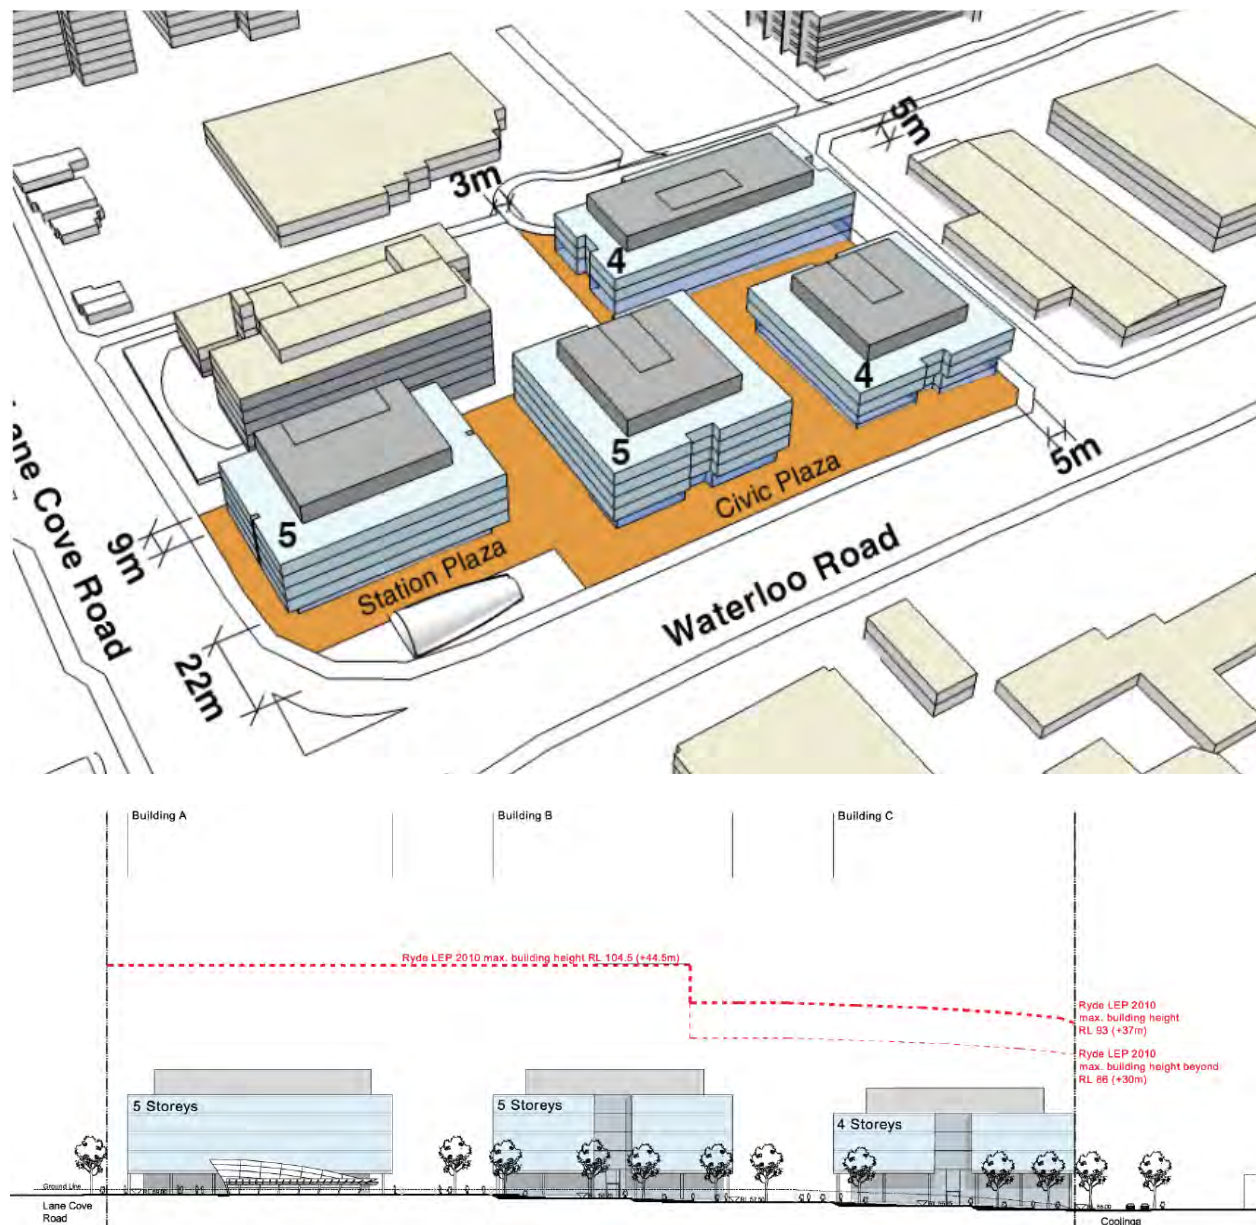 5m
3m
4
4
5
5m
Civic Plaza
5
Station Plaza
Lane Cove Road
9m
Waterloo Road
22m
Building A
Building B
Building C
Ryde LEP 2010 max. building height RL 104.5 (+44.5m)
Ryde LEP 2010
max. building height
RL 93 (+37m)
Ryde LEP 2010
max. building height beyond
RL 86 (+30m)
5 Storeys
5 Storeys
4 Storeys
Ground Line
Lane Cove
Road
Coolinga